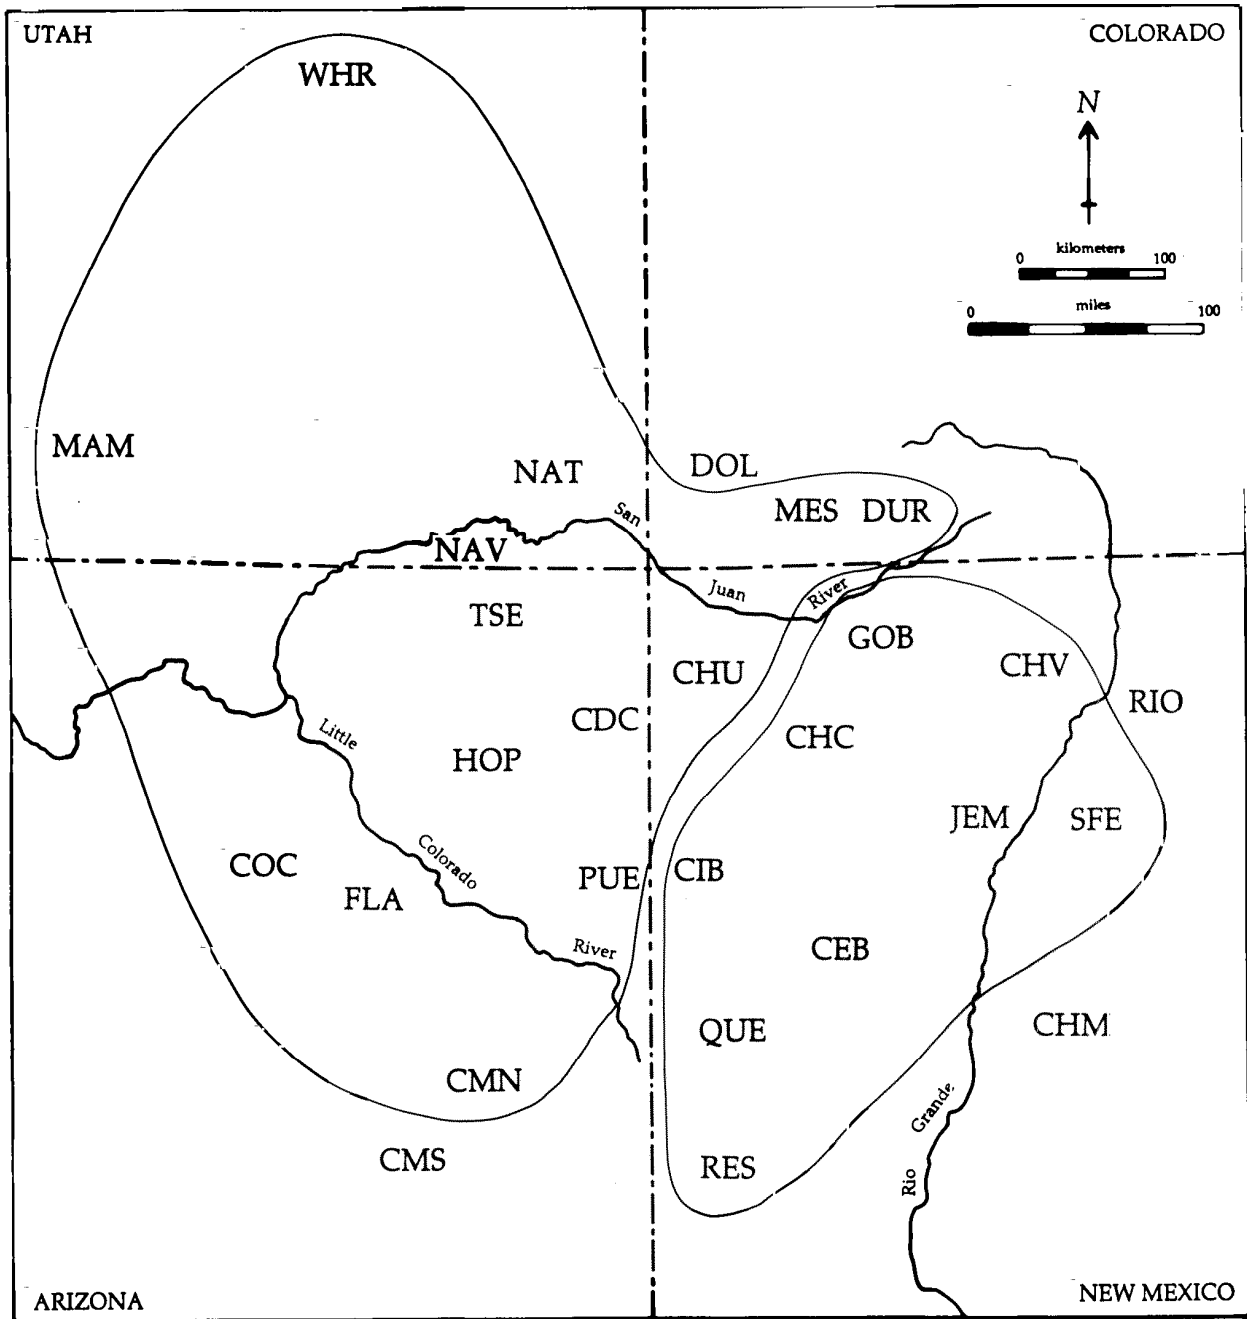 UTAH
COLORADO
WHR
N
kilometers
0 100
miles
0 100
MAM
NAT
DOL
MES DUR
San
NAV
Juan
River
TSE
GOB
CHU
CHV
RIO
CDC
Little
CHC
HOP
JEM
SFE
Colorado
COC
PUE
CIB
FLA
River
CEB
QUE
CHM
CMN
Grande
CMS
RES
Rio
ARIZONA
NEW MEXICO